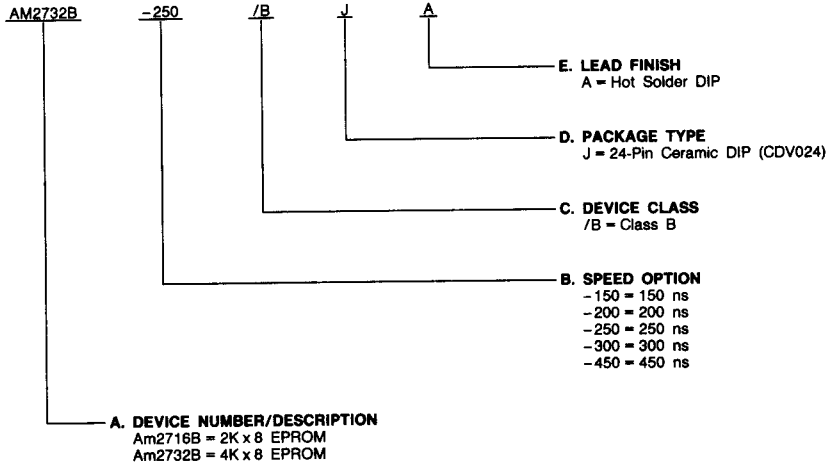 AM2732B -250 /B J A
E. LEAD FINISH
A = Hot Solder DIP
D. PACKAGE TYPE
J = 24-Pin Ceramic DIP (CDV024)
C. DEVICE CLASS
/B = Class B
B. SPEED OPTION
-150 = 150 ns
-200 = 200 ns
-250 = 250 ns
-300 = 300 ns
-450 = 450 ns
A. DEVICE NUMBER/DESCRIPTION
Am2716B = 2K x 8 EPROM
Am2732B = 4K x 8 EPROM